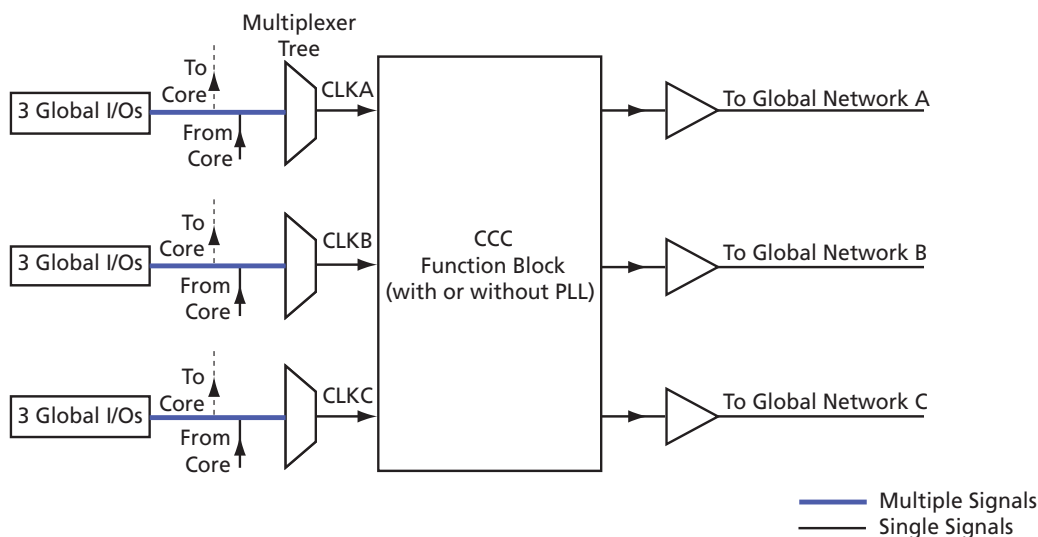 Multiplexer
Tree
To
Core
CLKA
3 Global I/Os
From
Core
To Global Network A
To
Core
CLKB
3 Global I/Os
From
Core
CCC
Function Block
(with or without PLL)
To Global Network B
To
Core
CLKC
3 Global I/Os
From
Core
To Global Network C
Multiple Signals
Single Signals